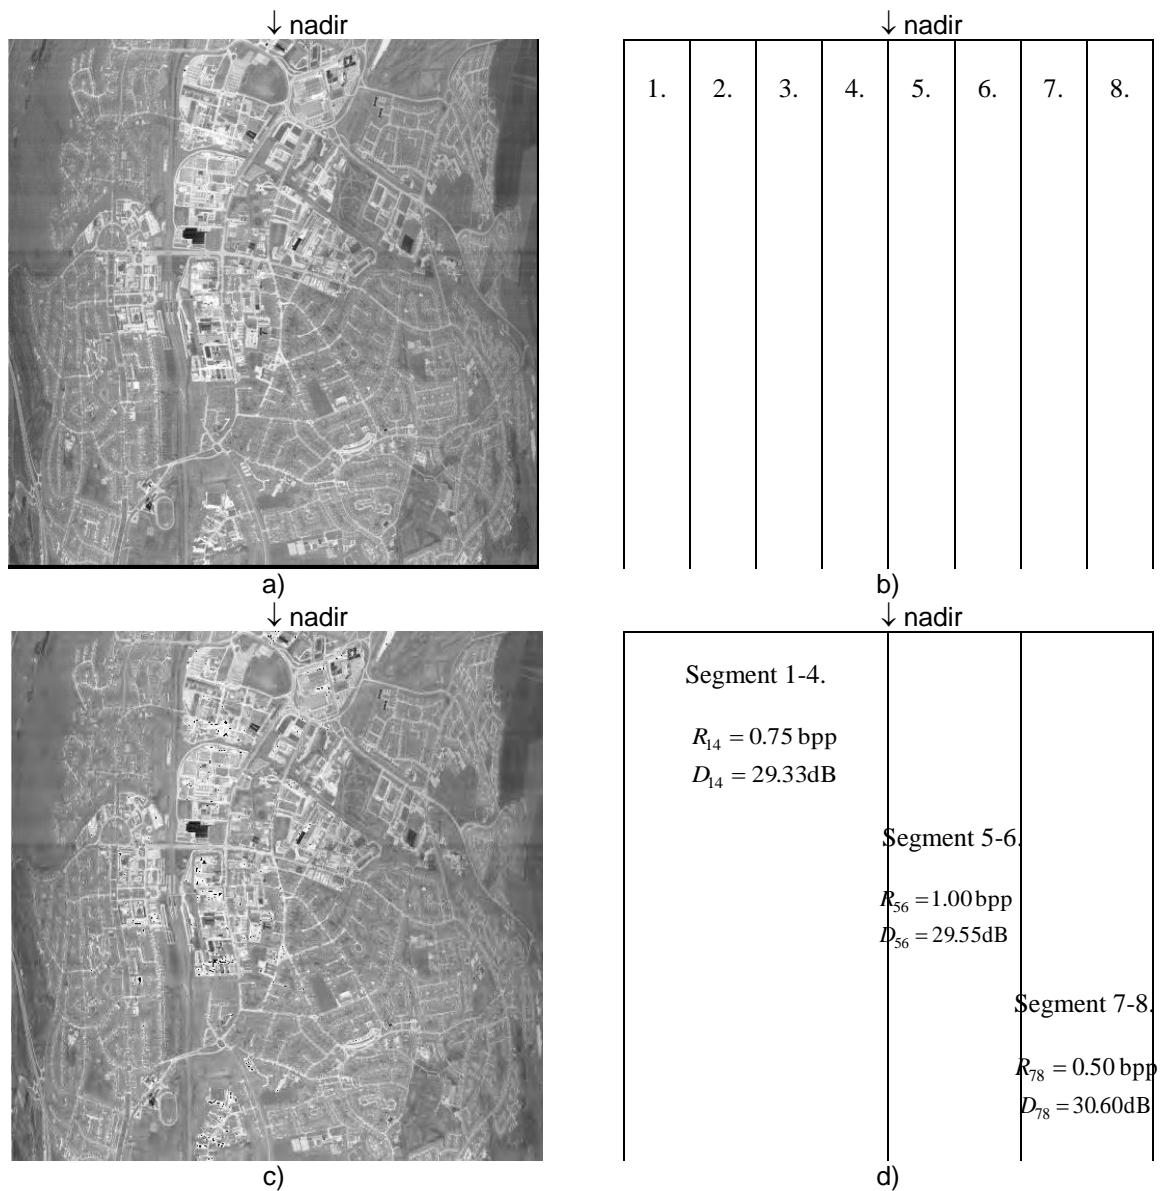 ↓ nadir
↓ nadir
1. 2. 3. 4. 5. 6. 7. 8.
a)
b)
↓ nadir
↓ nadir
Segment 1-4.
R₁₄ = 0.75 bpp
D₁₄ = 29.33dB
Segment 5-6.
R₅₆ = 1.00 bpp
D₅₆ = 29.55dB
Segment 7-8.
R₇₈ = 0.50 bpp
D₇₈ = 30.60dB
c)
d)